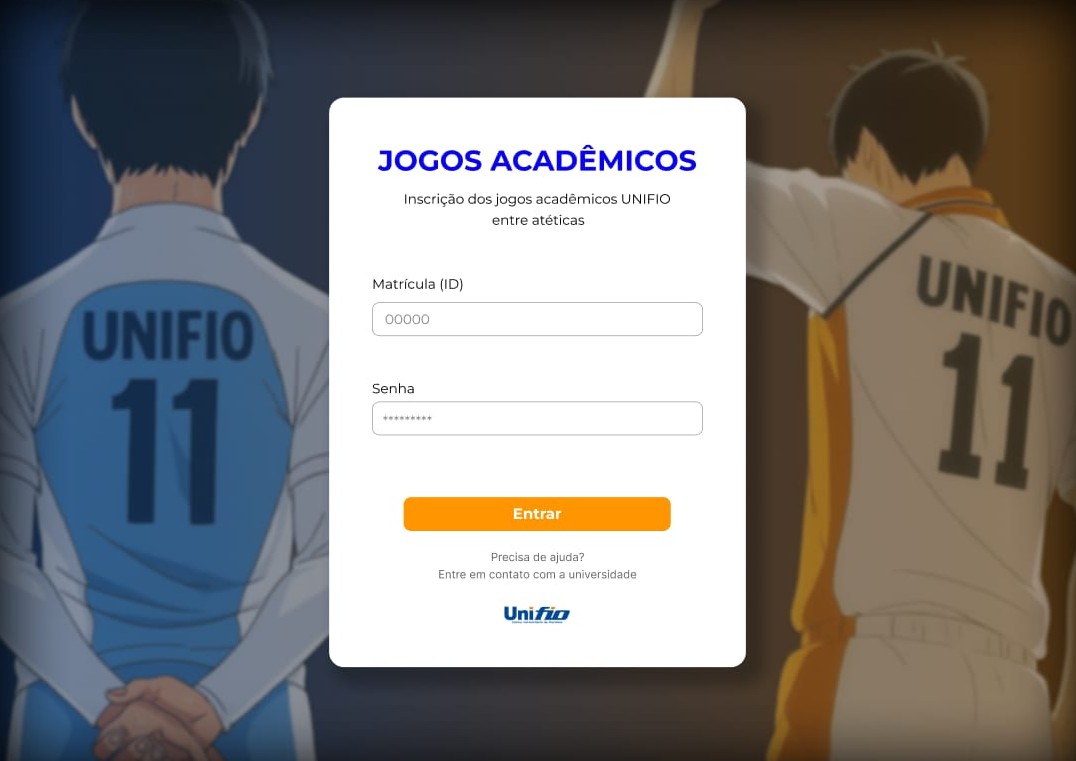 JOGOS ACADÊMICOS
Inscrição dos jogos acadêmicos UNIFIO
entre atéticas
Matrícula (ID)
00000
Senha
*********
Entrar
Precisa de ajuda?
Entre em contato com a universidade
Unifio
UNIFIO
11
UNIFIO
11